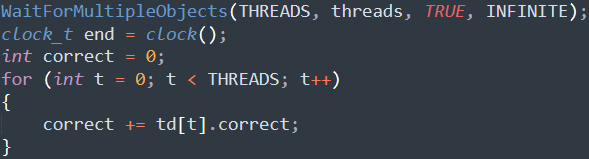 WaitForMultipleObjects(THREADS, threads, TRUE, INFINITE);
clock_t end = clock();
int correct = 0;
for (int t = 0; t < THREADS; t++)
{
    correct += td[t].correct;
}